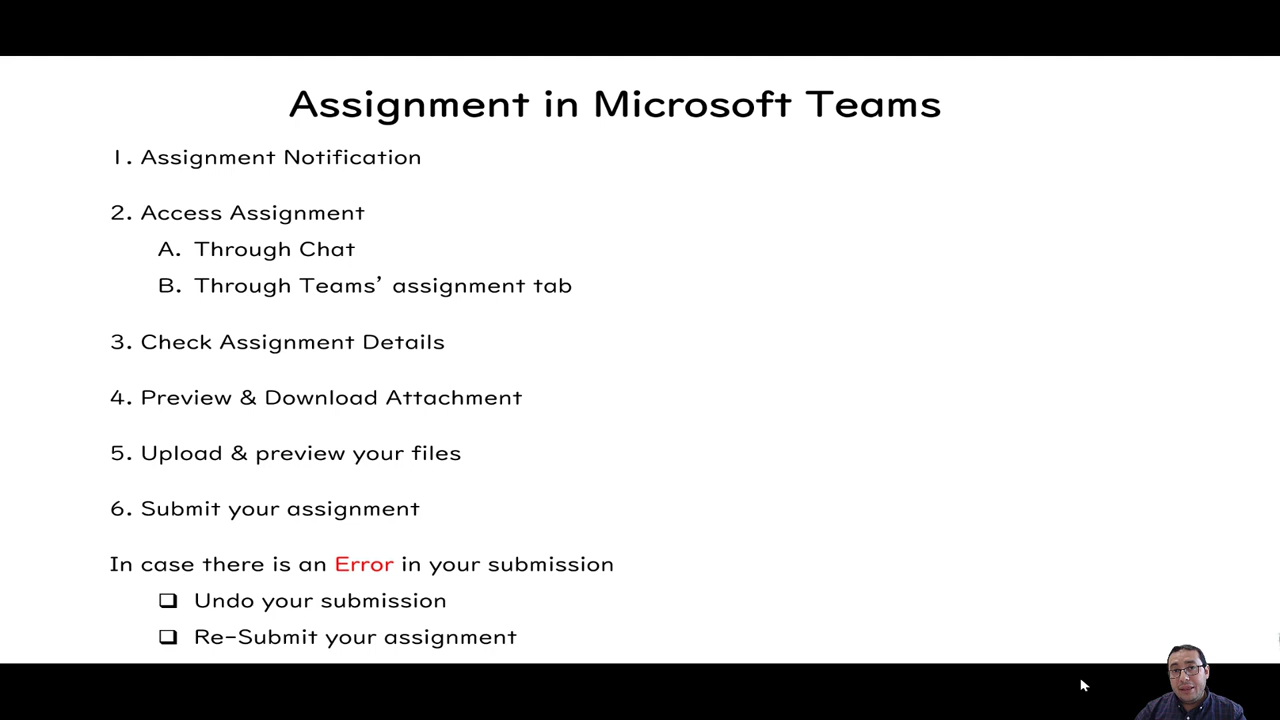 Assignment in Microsoft Teams
1. Assignment Notification
2. Access Assignment
A. Through Chat
B. Through Teams’ assignment tab
3. Check Assignment Details
4. Preview & Download Attachment
5. Upload & preview your files
6. Submit your assignment
In case there is an Error in your submission
❑ Undo your submission
❑ Re-Submit your assignment